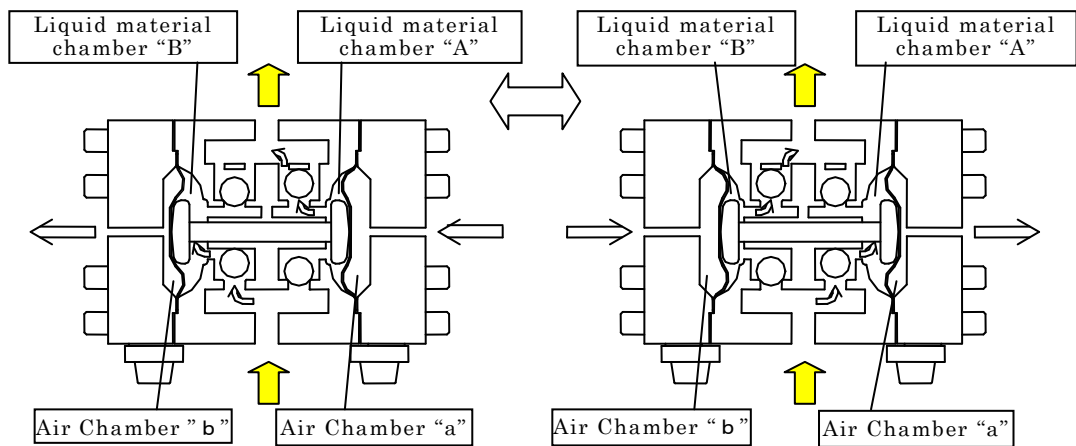 Liquid material
chamber “B”
Liquid material
chamber “A”
Liquid material
chamber “B”
Liquid material
chamber “A”
Air Chamber ” b ”
Air Chamber “a”
Air Chamber “b”
Air Chamber “a”